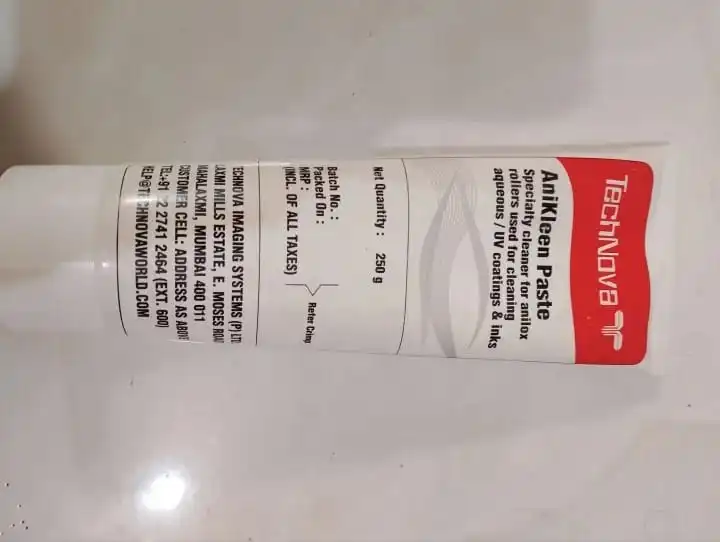 TechNova
AniKleen Paste
Specialty cleaner for anilox
rollers used for cleaning
aqueous / UV coatings & inks
Net Quantity : 250 g
Batch No. :
Packed On :
MRP :
(INCL. OF ALL TAXES)
Refer Crimp
TECHNOVA IMAGING SYSTEMS (P) LTD
LAXMI MILLS ESTATE, E. MOSES ROAD
MAHALAXMI, MUMBAI 400 011
CUSTOMER CELL: ADDRESS AS ABOVE
TEL:+91 22 2741 2464 (EXT. 600)
HELP@TECHNOVAWORLD.COM